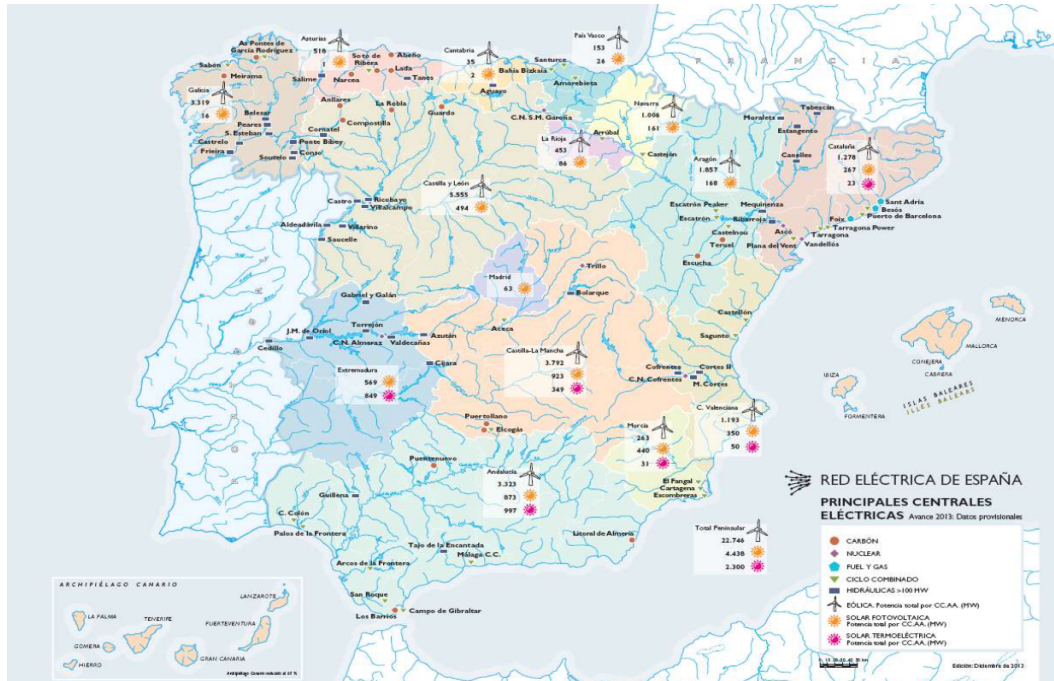 Asturias
518
1
As Pontes de
García Rodríguez
Sabón
Meirama
Galicia
3.319
16
Belesar
Peares
S. Esteban
Castrelo
Frieira
Soutelo
Conso
Ponte Bibey
Cornatel
Salime
Soto de
Ribera
Aboño
Lada
Narcea
Tanes
Anllares
La Robla
Compostilla
Guardo
Cantabria
35
2
Aguayo
País Vasco
153
26
Santurce
Bahía Bizkaia
Amorebieta
C.N. S.M. Garoña
Navarra
1.006
161
Arrúbal
Castejón
La Rioja
453
86
Aragón
1.857
168
Escatrón Peaker
Escatrón
Mequinenza
Ribarroja
Castelnou
Teruel
Escucha
Moralets
Tabescán
Estangento
Canelles
Cataluña
1.278
267
23
Sant Adriá
Besós
Puerto de Barcelona
Foix
Tarragona Power
Tarragona
Ascó
Vandellós
Plana del Vent
Castilla y León
5.555
494
Castro
Ricobayo
Villalcampo
Aldeadávila
Villarino
Saucelle
Madrid
63
Trillo
Bolarque
Aceca
Gabriel y Galán
J.M. de Oriol
Torrejón
C.N. Almaraz
Valdecañas
Azután
Cedillo
Cíjara
Extremadura
569
849
Castilla-La Mancha
3.792
923
349
Puertollano
Elcogás
Castellón
Sagunto
Cofrentes
Cortes II
C.N. Cofrentes
M. Cortes
C. Valenciana
1.193
350
50
Murcia
263
440
31
El Fangal
Cartagena
Escombreras
Puentenuevo
Guillena
C. Colón
Palos de la Frontera
Andalucía
3.323
873
997
Tajo de la Encantada
Málaga C.C.
Arcos de la Frontera
San Roque
Los Barrios
Campo de Gibraltar
Litoral de Almería
Total Peninsular
22.746
4.438
2.300
FRANCIA
MENORCA
MALLORCA
CONEJERA
CABRERA
IBIZA
FORMENTERA
ISLAS BALEARES
ILLES BALEARS
ARCHIPIÉLAGO CANARIO
LANZAROTE
LA PALMA
TENERIFE
FUERTEVENTURA
GOMERA
HIERRO
GRAN CANARIA
RED ELÉCTRICA DE ESPAÑA
PRINCIPALES CENTRALES
ELÉCTRICAS Avance 2013: Datos provisionales
CARBÓN
NUCLEAR
FUEL Y GAS
CICLO COMBINADO
HIDRÁULICAS >100 MW
EÓLICA. Potencia total por CC.AA. (MW)
SOLAR FOTOVOLTAICA
Potencia total por CC.AA. (MW)
SOLAR TERMOELÉCTRICA
Potencia total por CC.AA. (MW)
Edición: Diciembre de 2013